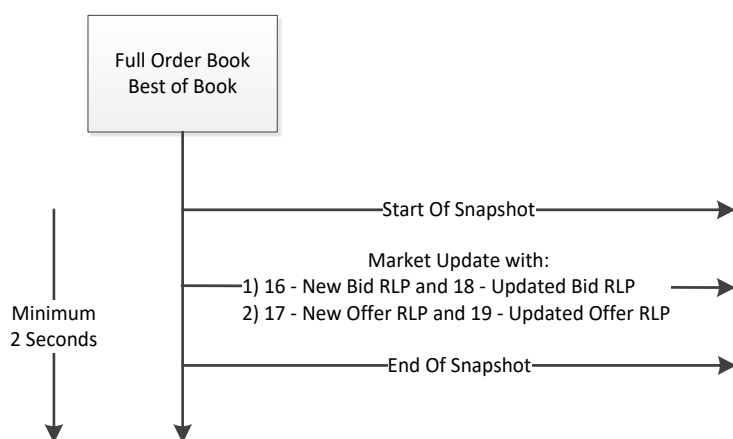 Full Order Book
Best of Book
Start Of Snapshot
Market Update with:
1) 16 - New Bid RLP and 18 - Updated Bid RLP
2) 17 - New Offer RLP and 19 - Updated Offer RLP
Minimum
2 Seconds
End Of Snapshot